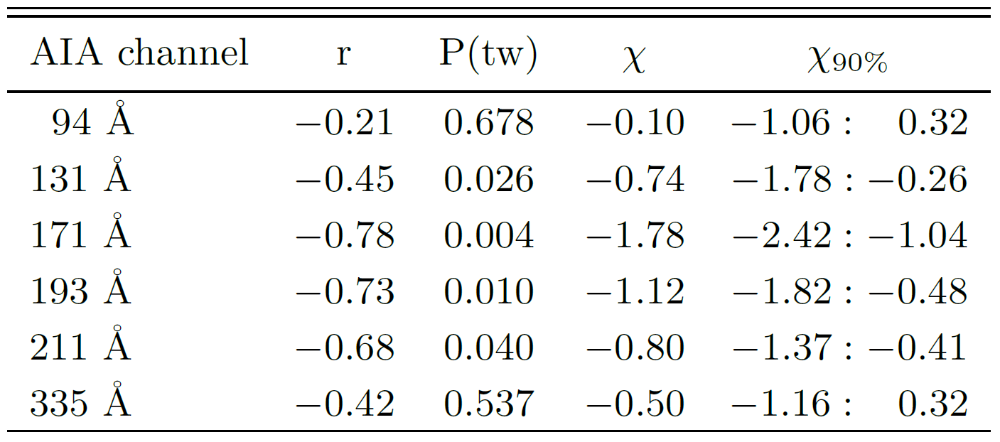 AIA channel r P(tw) χ χ90%
94 Å −0.21 0.678 −0.10 −1.06 : 0.32
131 Å −0.45 0.026 −0.74 −1.78 : −0.26
171 Å −0.78 0.004 −1.78 −2.42 : −1.04
193 Å −0.73 0.010 −1.12 −1.82 : −0.48
211 Å −0.68 0.040 −0.80 −1.37 : −0.41
335 Å −0.42 0.537 −0.50 −1.16 : 0.32